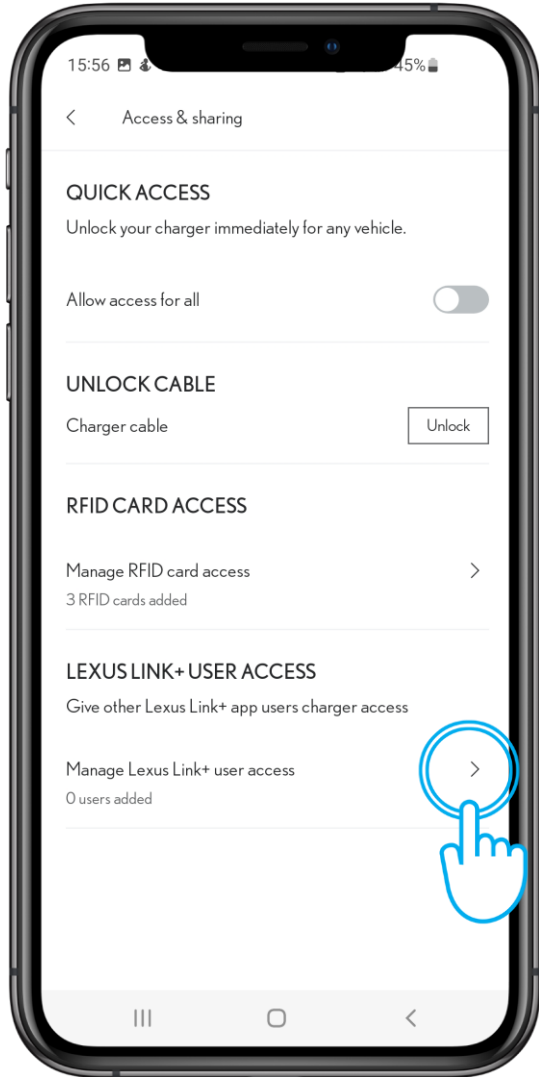 15:56 45%
Access & sharing
QUICK ACCESS
Unlock your charger immediately for any vehicle.
Allow access for all
UNLOCK CABLE
Charger cable Unlock
RFID CARD ACCESS
Manage RFID card access
3 RFID cards added
LEXUS LINK+ USER ACCESS
Give other Lexus Link+ app users charger access
Manage Lexus Link+ user access
0 users added